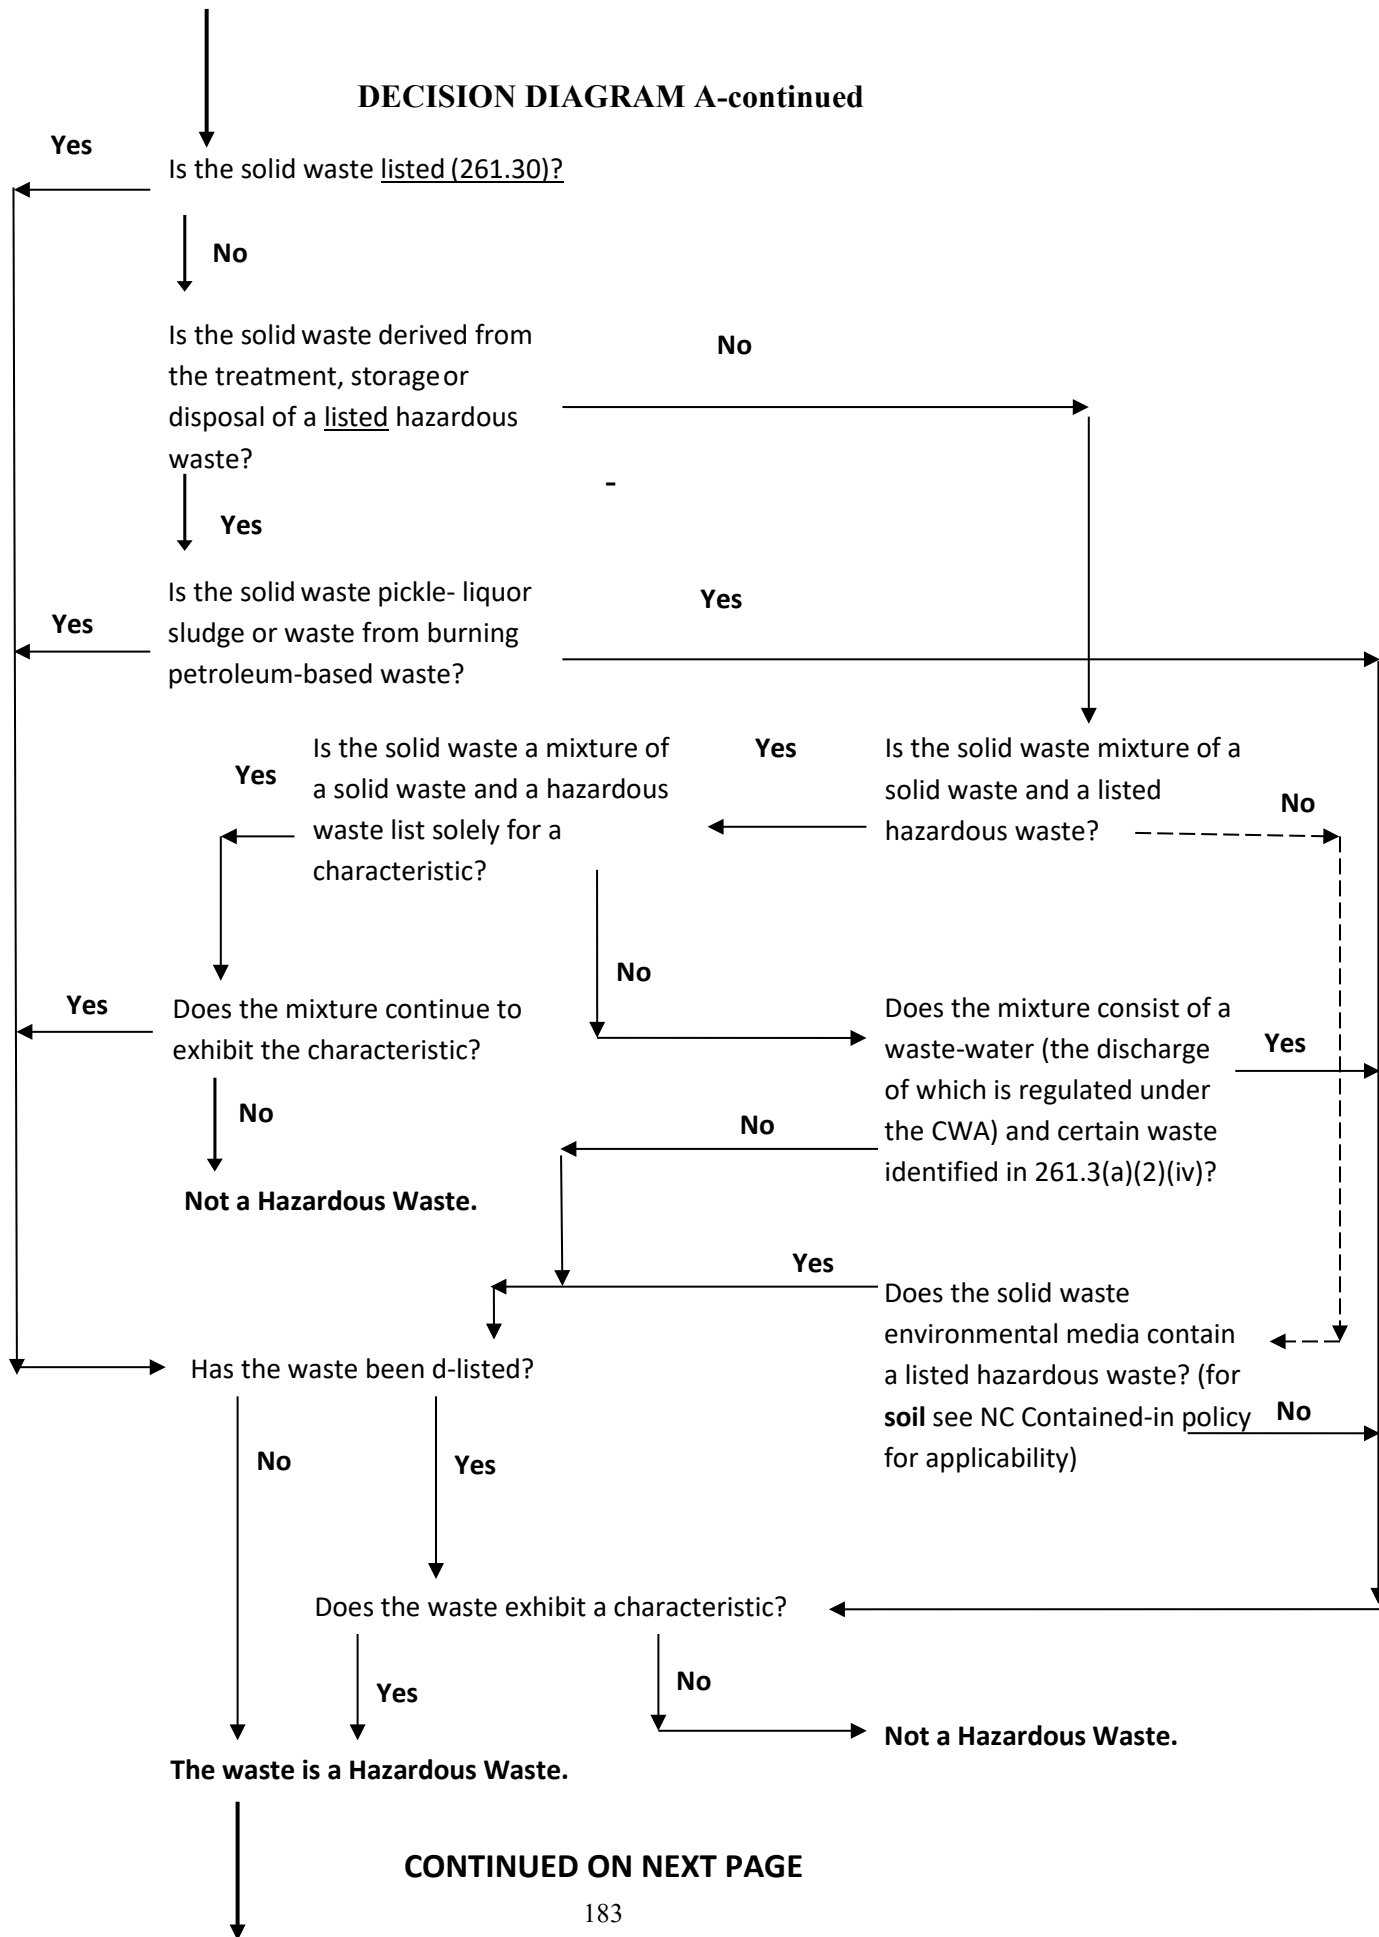 DECISION DIAGRAM A-continued
Yes
Is the solid waste listed (261.30)?
No
Is the solid waste derived from
the treatment, storage or
disposal of a listed hazardous
waste?
No
-
Yes
Is the solid waste pickle- liquor
sludge or waste from burning
petroleum-based waste?
Yes
Yes
Is the solid waste a mixture of
a solid waste and a hazardous
waste list solely for a
characteristic?
Yes
Yes
Is the solid waste mixture of a
solid waste and a listed
hazardous waste?
No
No
Yes
Does the mixture continue to
exhibit the characteristic?
Does the mixture consist of a
waste-water (the discharge
of which is regulated under
the CWA) and certain waste
identified in 261.3(a)(2)(iv)?
Yes
No
No
Not a Hazardous Waste.
Yes
Does the solid waste
environmental media contain
a listed hazardous waste? (for
soil see NC Contained-in policy
for applicability)
No
Has the waste been d-listed?
No
Yes
Does the waste exhibit a characteristic?
Yes
No
Not a Hazardous Waste.
The waste is a Hazardous Waste.
CONTINUED ON NEXT PAGE
183